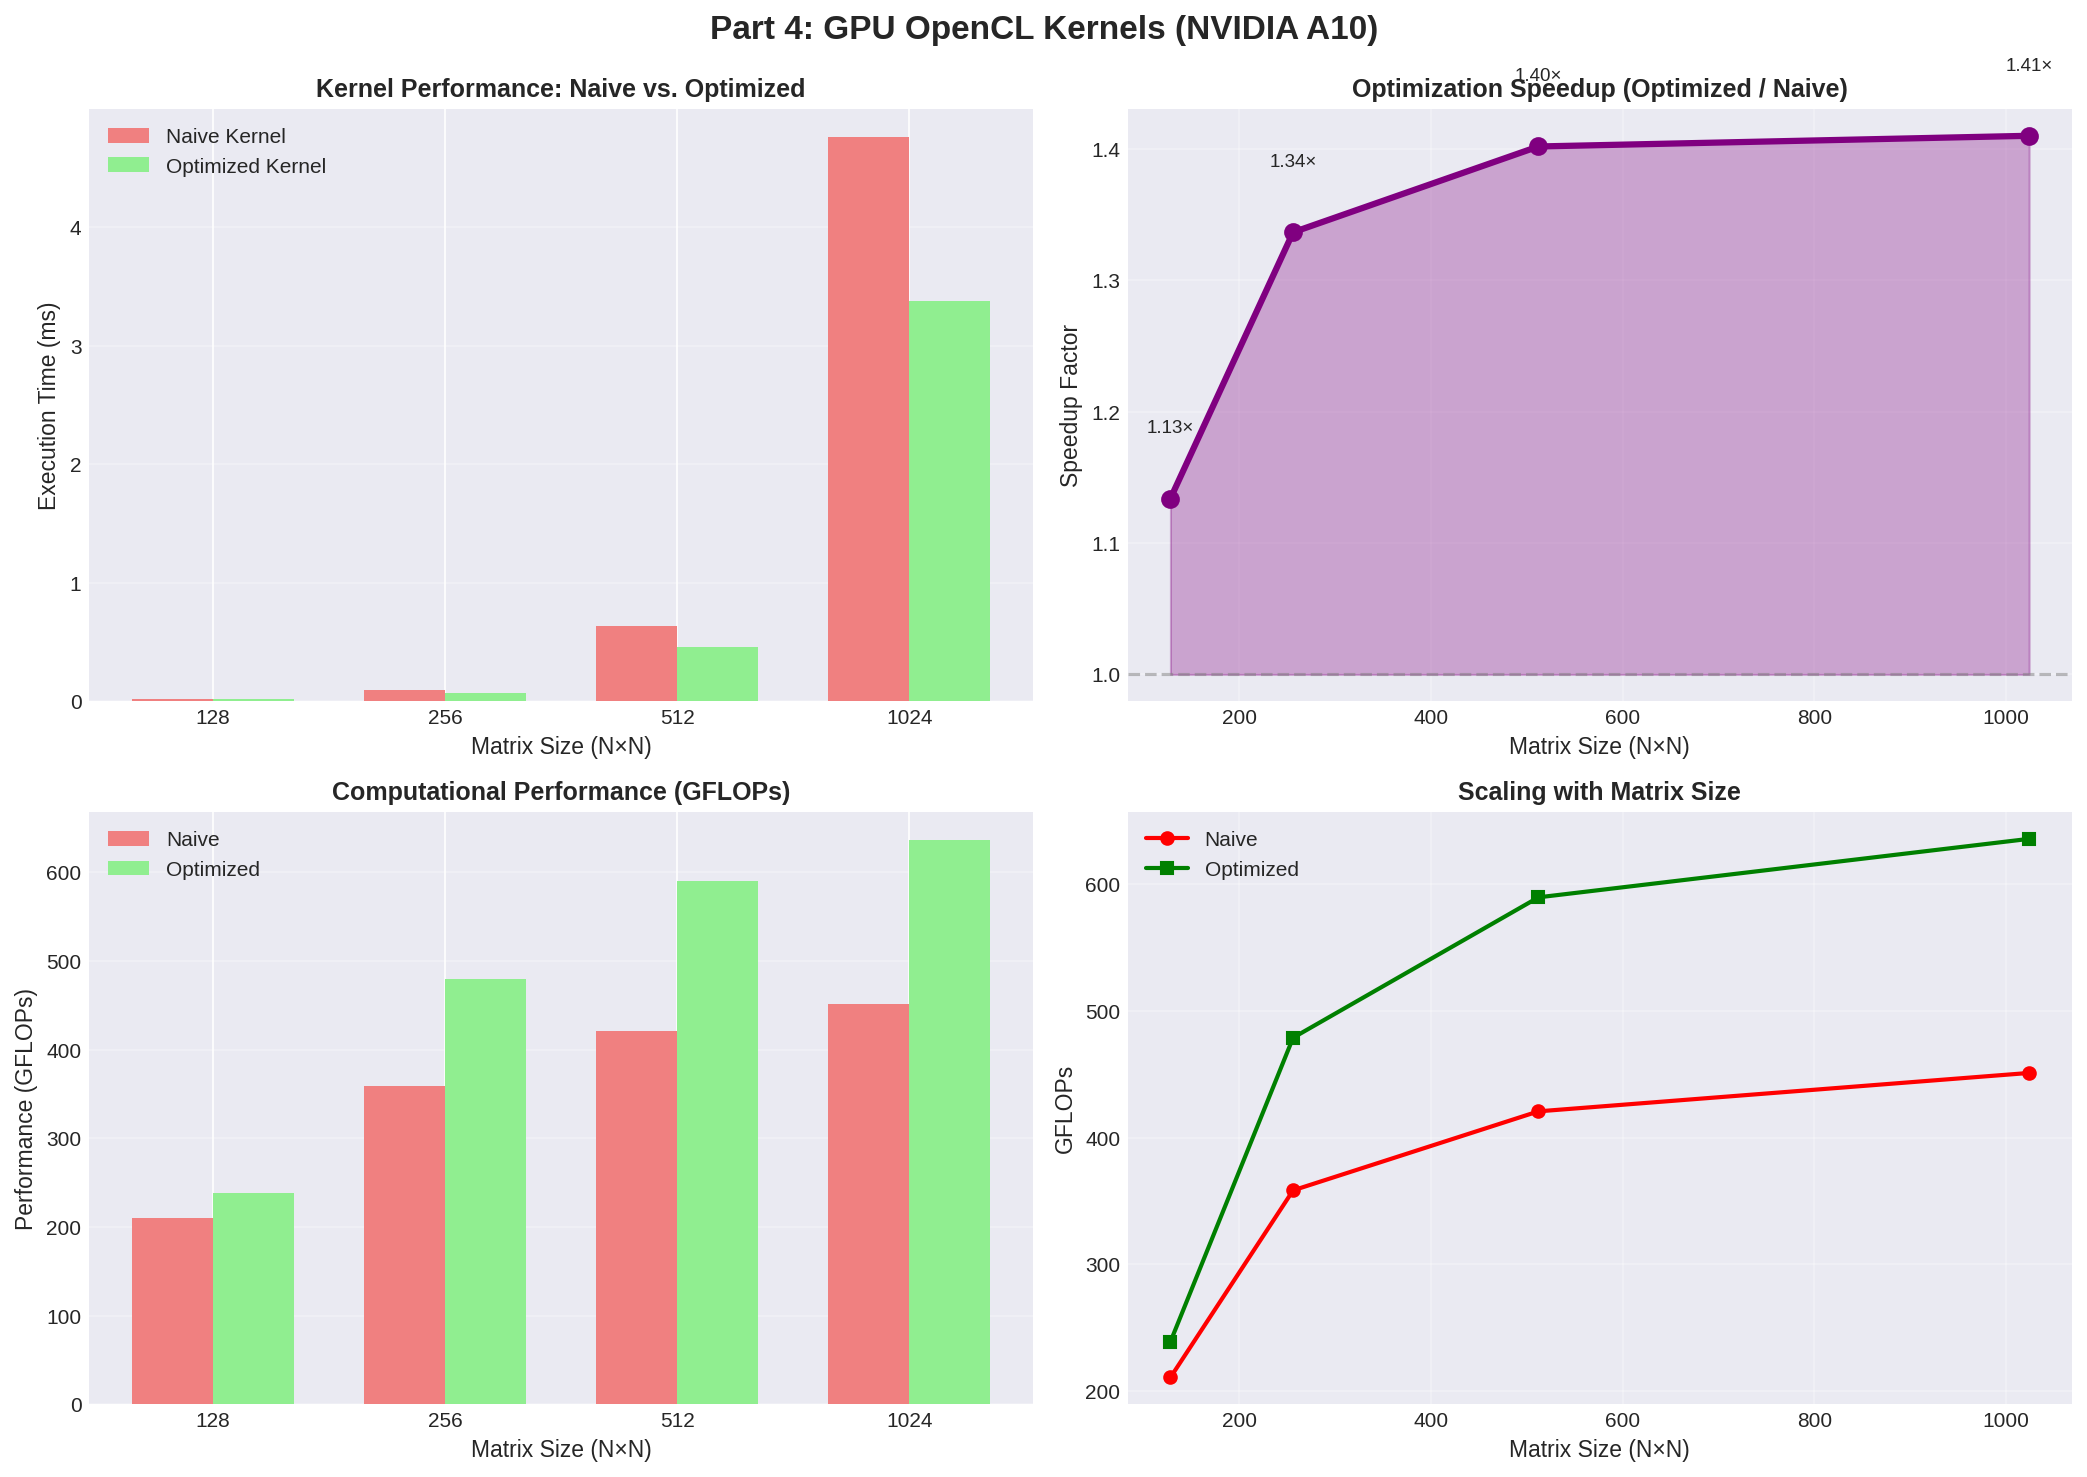 Part 4: GPU OpenCL Kernels (NVIDIA A10)
Kernel Performance: Naive vs. Optimized
Naive Kernel
Optimized Kernel
Execution Time (ms)
4
3
2
1
0
128 256 512 1024
Matrix Size (N×N)
Optimization Speedup (Optimized / Naive)
1.13×
1.34×
1.40×
1.41×
Speedup Factor
1.4
1.3
1.2
1.1
1.0
200 400 600 800 1000
Matrix Size (N×N)
Computational Performance (GFLOPs)
Naive
Optimized
Performance (GFLOPs)
600
500
400
300
200
100
0
128 256 512 1024
Matrix Size (N×N)
Scaling with Matrix Size
Naive
Optimized
GFLOPs
600
500
400
300
200
200 400 600 800 1000
Matrix Size (N×N)